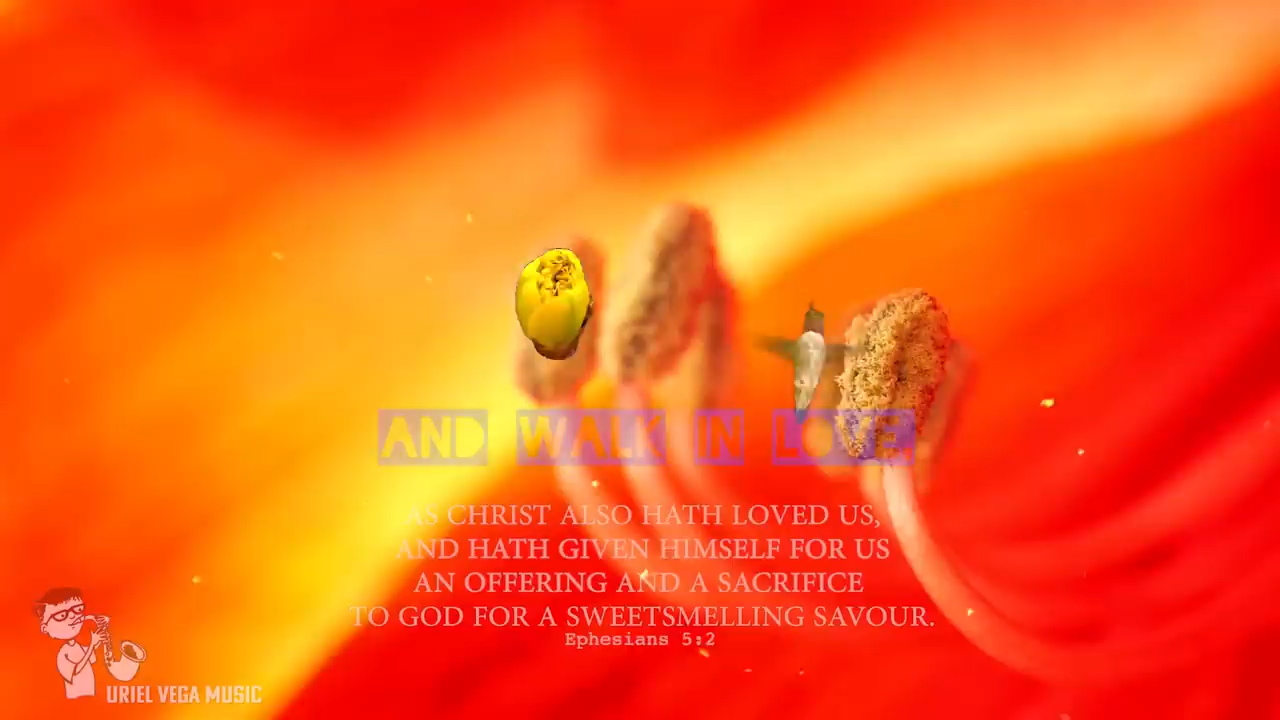 AND WALK IN LOVE,
AS CHRIST ALSO HATH LOVED US,
AND HATH GIVEN HIMSELF FOR US
AN OFFERING AND A SACRIFICE
TO GOD FOR A SWEETSMELLING SAVOUR.
Ephesians 5:2
URIEL VEGA MUSIC